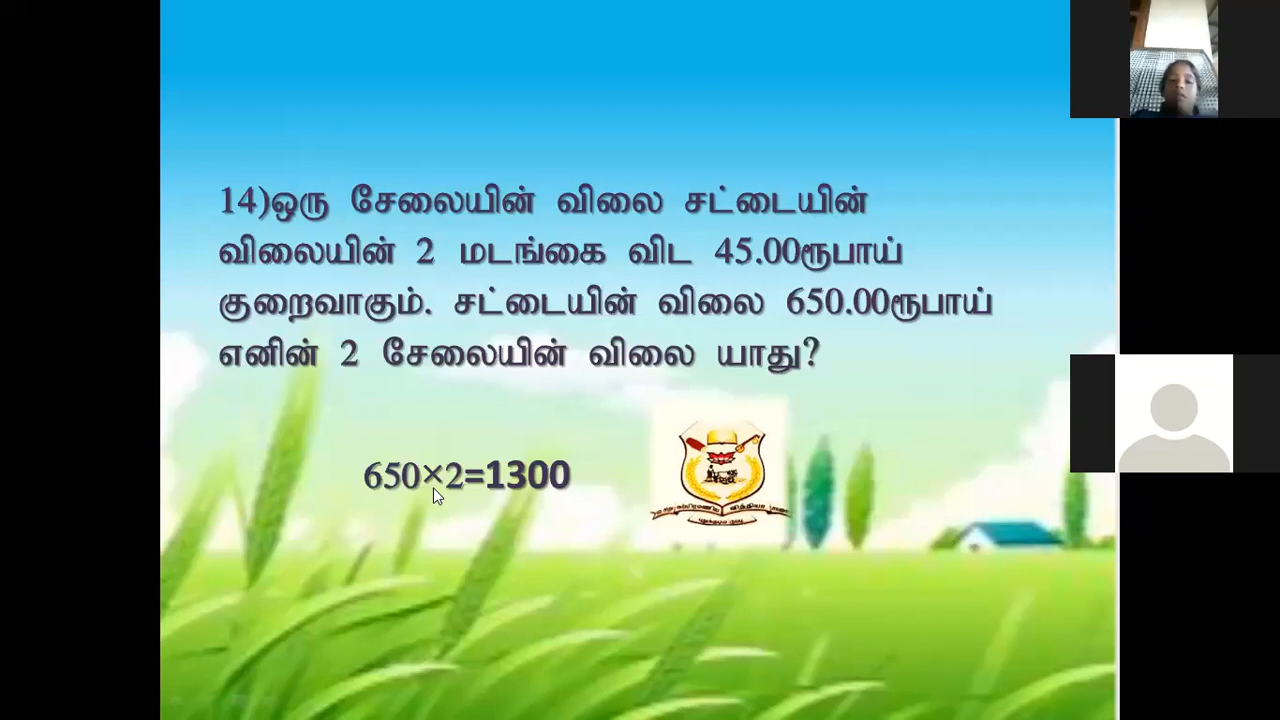 14)ஒரு சேலையின் விலை சட்டையின்
விலையின் 2 மடங்கை விட 45.00ரூபாய்
குறைவாகும். சட்டையின் விலை 650.00ரூபாய்
எனின் 2 சேலையின் விலை யாது?
650×2=1300